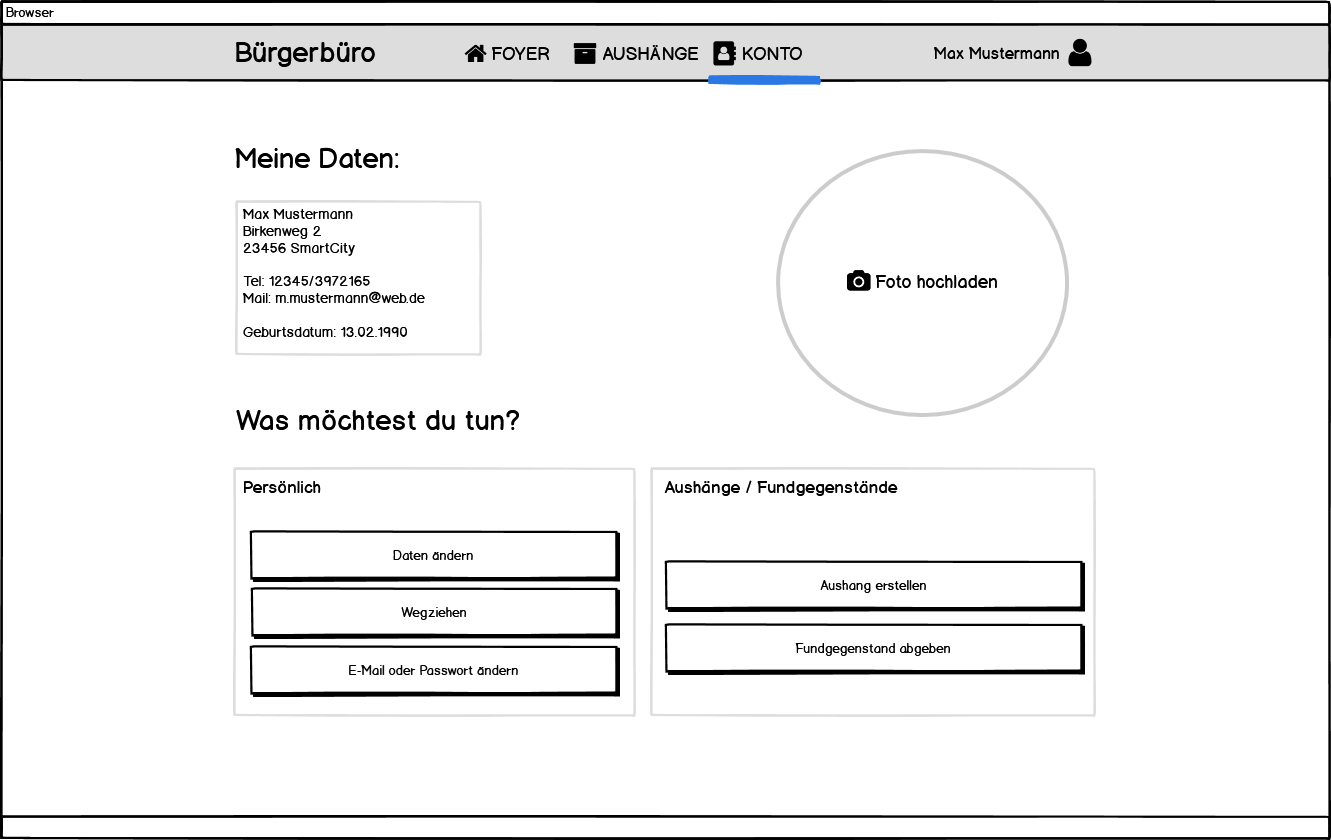 Browser
Bürgerbüro
FOYER
AUSHÄNGE
KONTO
Max Mustermann
Meine Daten:
Max Mustermann
Birkenweg 2
23456 SmartCity
Tel: 12345/3972165
Mail: m.mustermann@web.de
Geburtsdatum: 13.02.1990
Foto hochladen
Was möchtest du tun?
Persönlich
Daten ändern
Wegziehen
E-Mail oder Passwort ändern
Aushänge / Fundgegenstände
Aushang erstellen
Fundgegenstand abgeben